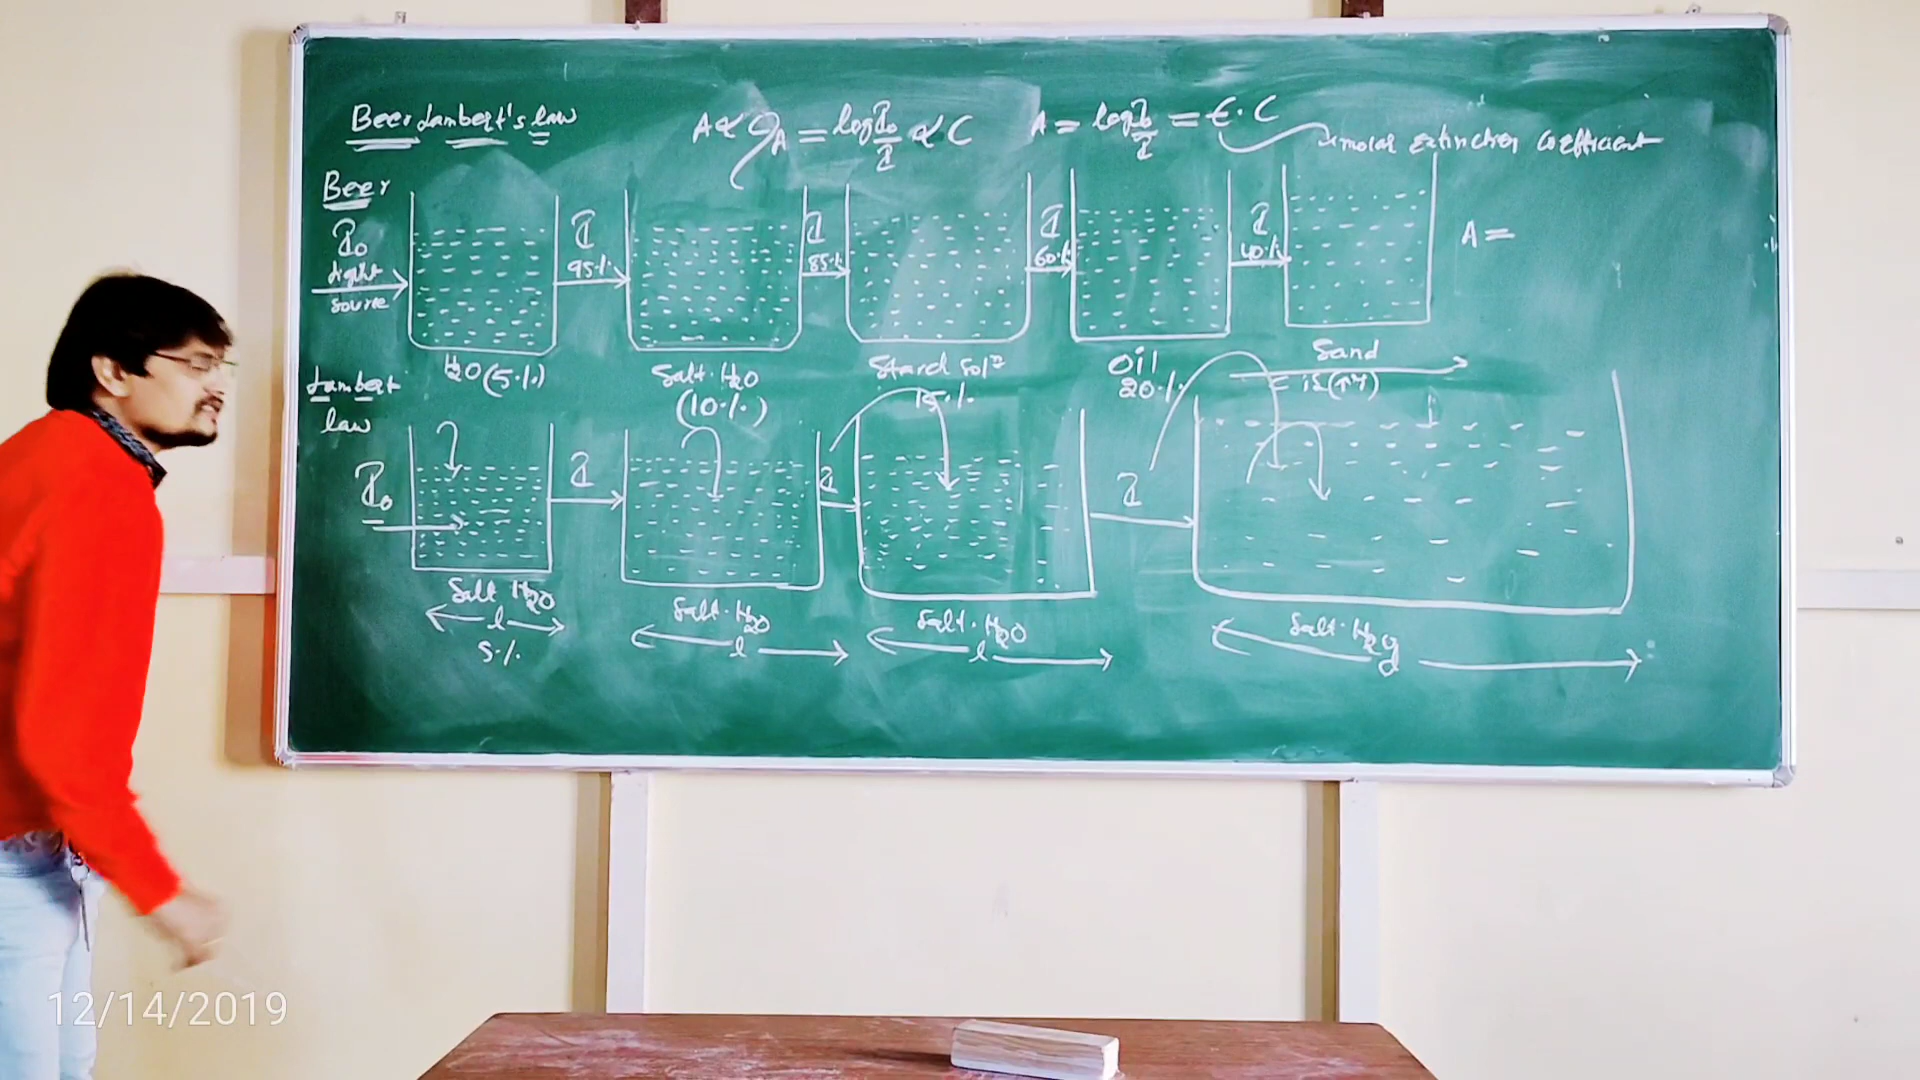 Beer Lambert's law
A ∝ C, A = log I₀/I ∝ C
A = log I₀/I = ε · C
molar extinction coefficient
Beer
I₀
light
source
I
95%
I
85%
I
60%
I
40%
A =
H₂O (5%)
Salt·H₂O
(10%)
Starch Solⁿ
15%
Oil
20%
Sand
Lambert
law
I₀
I
I
I
Salt H₂O
l
5%
Salt·H₂O
l
Salt·H₂O
l
12/14/2019